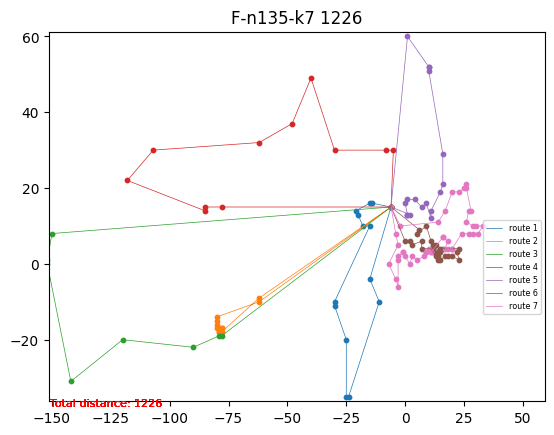 F-n135-k7 1226
60
40
20
0
−20
−150
−125
−100
−75
−50
−25
0
25
50
route 1
route 2
route 3
route 4
route 5
route 6
route 7
Total distance: 1226